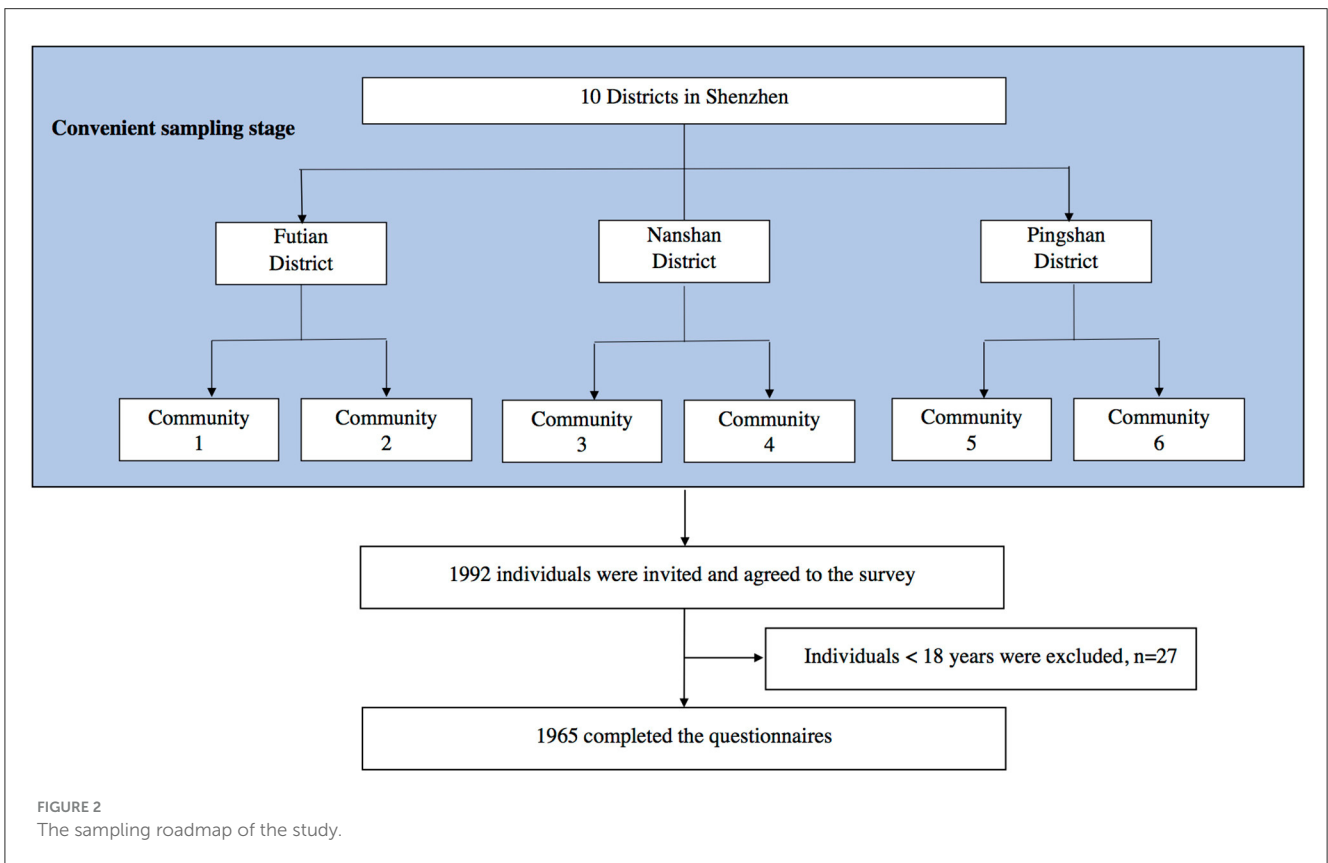 10 Districts in Shenzhen
Convenient sampling stage
Futian
District
Nanshan
District
Pingshan
District
Community
1
Community
2
Community
3
Community
4
Community
5
Community
6
1992 individuals were invited and agreed to the survey
Individuals < 18 years were excluded, n=27
1965 completed the questionnaires
FIGURE 2
The sampling roadmap of the study.